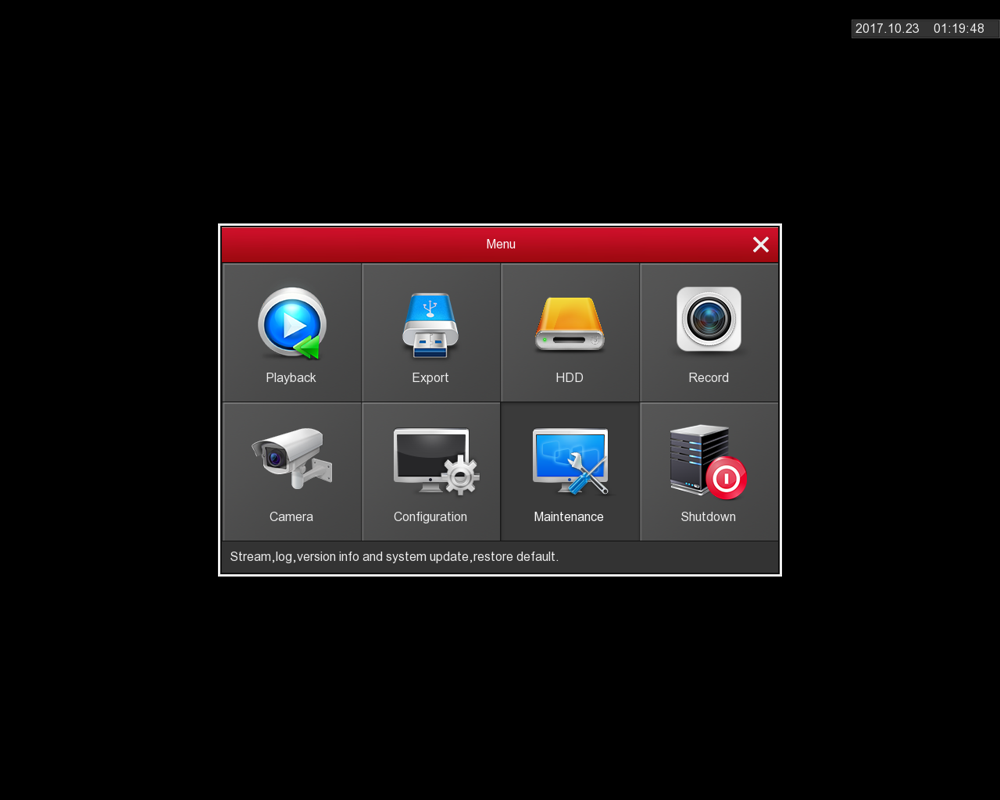 2017.10.23 01:19:48
Menu
Playback Export HDD Record
Camera Configuration Maintenance Shutdown
Stream,log,version info and system update,restore default.